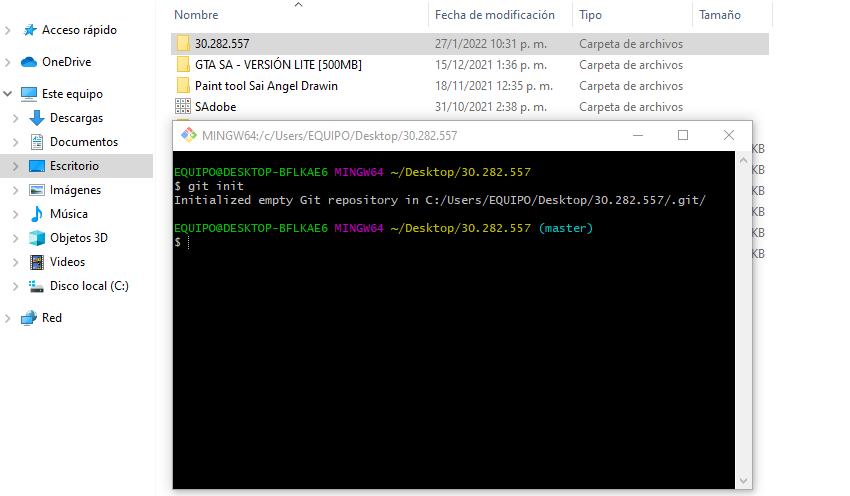 Nombre Fecha de modificación Tipo Tamaño
Acceso rápido
OneDrive
Este equipo
Descargas
Documentos
Escritorio
Imágenes
Música
Objetos 3D
Videos
Disco local (C:)
Red
30.282.557 27/1/2022 10:31 p. m. Carpeta de archivos
GTA SA - VERSIÓN LITE [500MB] 15/12/2021 1:36 p. m. Carpeta de archivos
Paint tool Sai Angel Drawin 18/11/2021 12:35 p. m. Carpeta de archivos
SAdobe 31/10/2021 2:38 p. m. Carpeta de archivos
MINGW64:/c/Users/EQUIPO/Desktop/30.282.557
EQUIPO@DESKTOP-BFLKAE6 MINGW64 ~/Desktop/30.282.557
$ git init
Initialized empty Git repository in C:/Users/EQUIPO/Desktop/30.282.557/.git/
EQUIPO@DESKTOP-BFLKAE6 MINGW64 ~/Desktop/30.282.557 (master)
$
KB
KB
KB
KB
KB
KB